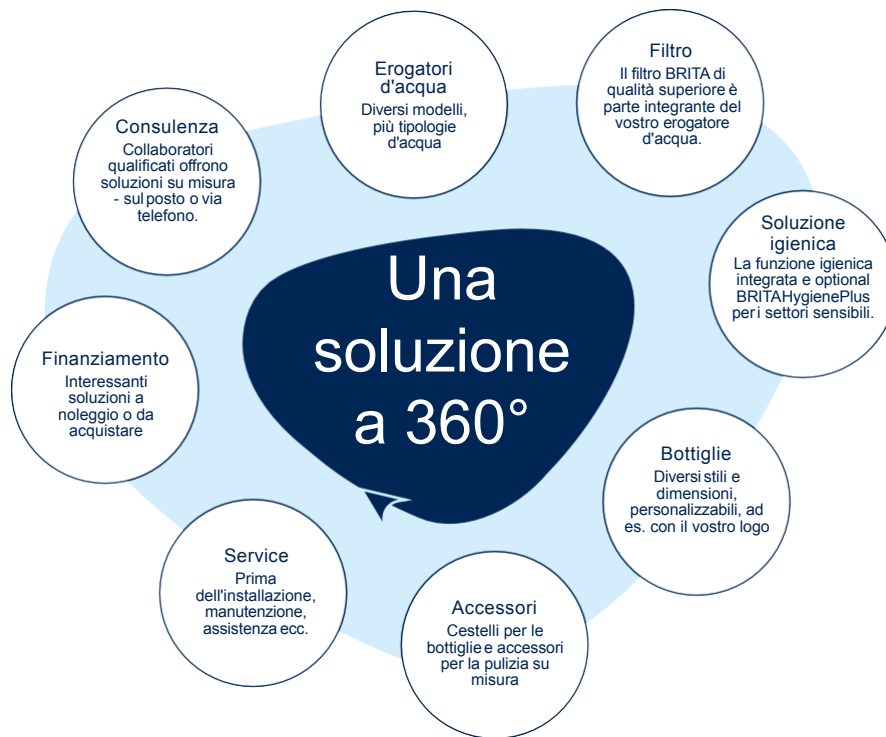 Erogatori
d'acqua
Diversi modelli,
più tipologie
d'acqua
Filtro
Il filtro BRITA di
qualità superiore è
parte integrante del
vostro erogatore
d'acqua.
Consulenza
Collaboratori
qualificati offrono
soluzioni su misura
- sul posto o via
telefono.
Soluzione
igienica
La funzione igienica
integrata e optional
BRITAHygienePlus
per i settori sensibili.
Una
soluzione
a 360°
Finanziamento
Interessanti
soluzioni a
noleggio o da
acquistare
Bottiglie
Diversi stili e
dimensioni,
personalizzabili, ad
es. con il vostro logo
Service
Prima
dell'installazione,
manutenzione,
assistenza ecc.
Accessori
Cestelli per le
bottiglie e accessori
per la pulizia su
misura